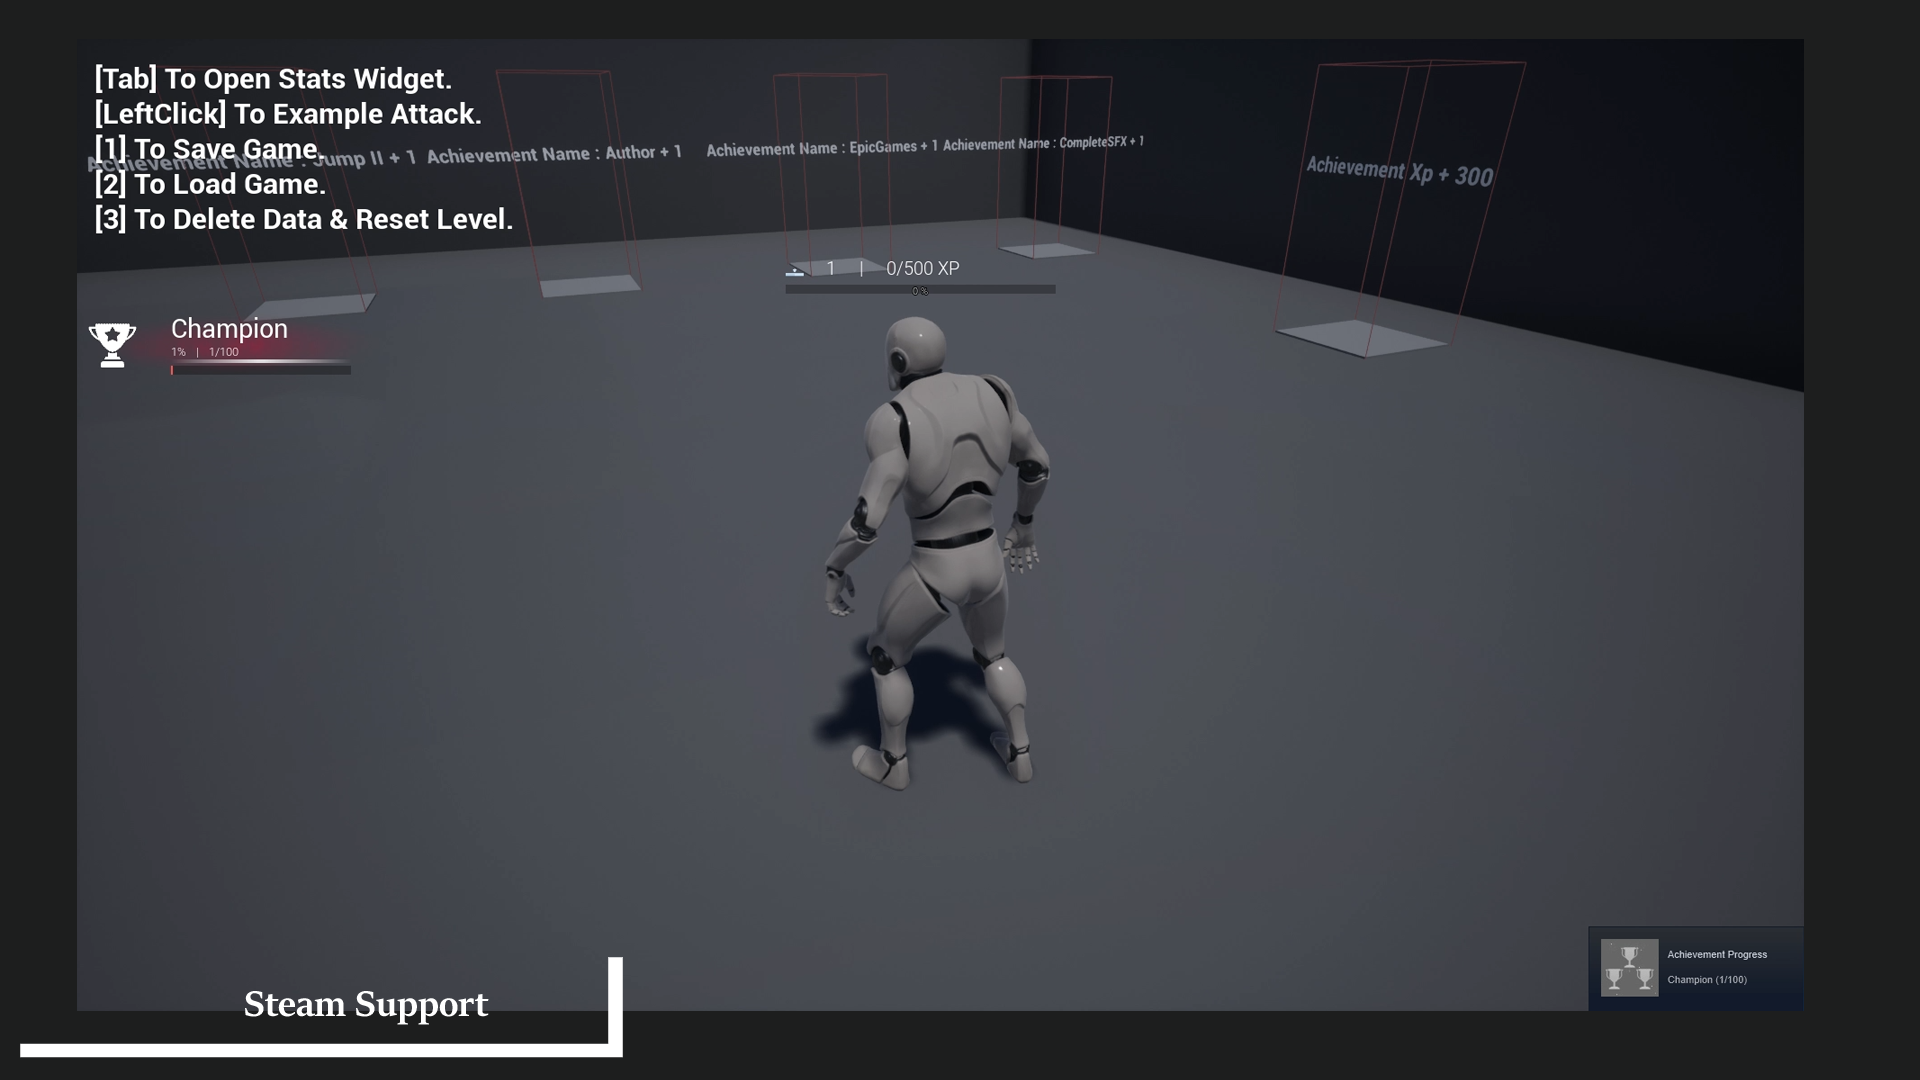 [Tab] To Open Stats Widget.
[LeftClick] To Example Attack.
[1] To Save Game.
[2] To Load Game.
[3] To Delete Data & Reset Level.
Achievement Name : Jump II + 1
Achievement Name : Author + 1
Achievement Name : EpicGames + 1
Achievement Name : CompleteSFX + 1
Achievement Xp + 300
1 | 0/500 XP
0 %
Champion
1% | 1/100
Achievement Progress
Champion (1/100)
Steam Support